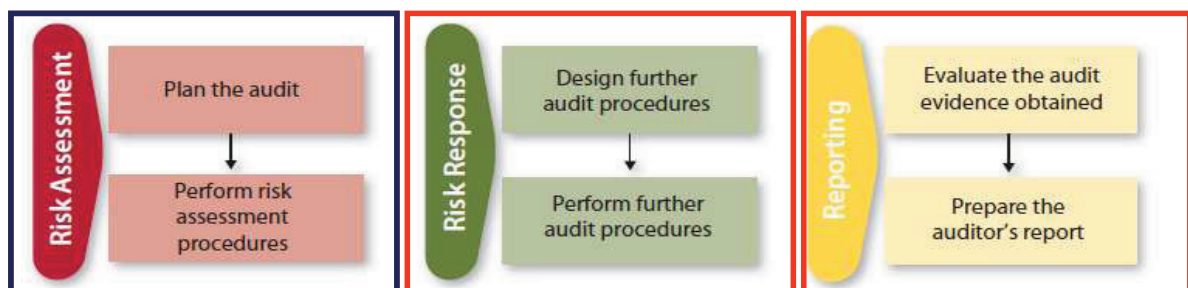 Risk Assessment
Plan the audit
Perform risk
assessment
procedures
Risk Response
Design further
audit procedures
Perform further
audit procedures
Reporting
Evaluate the audit
evidence obtained
Prepare the
auditor's report